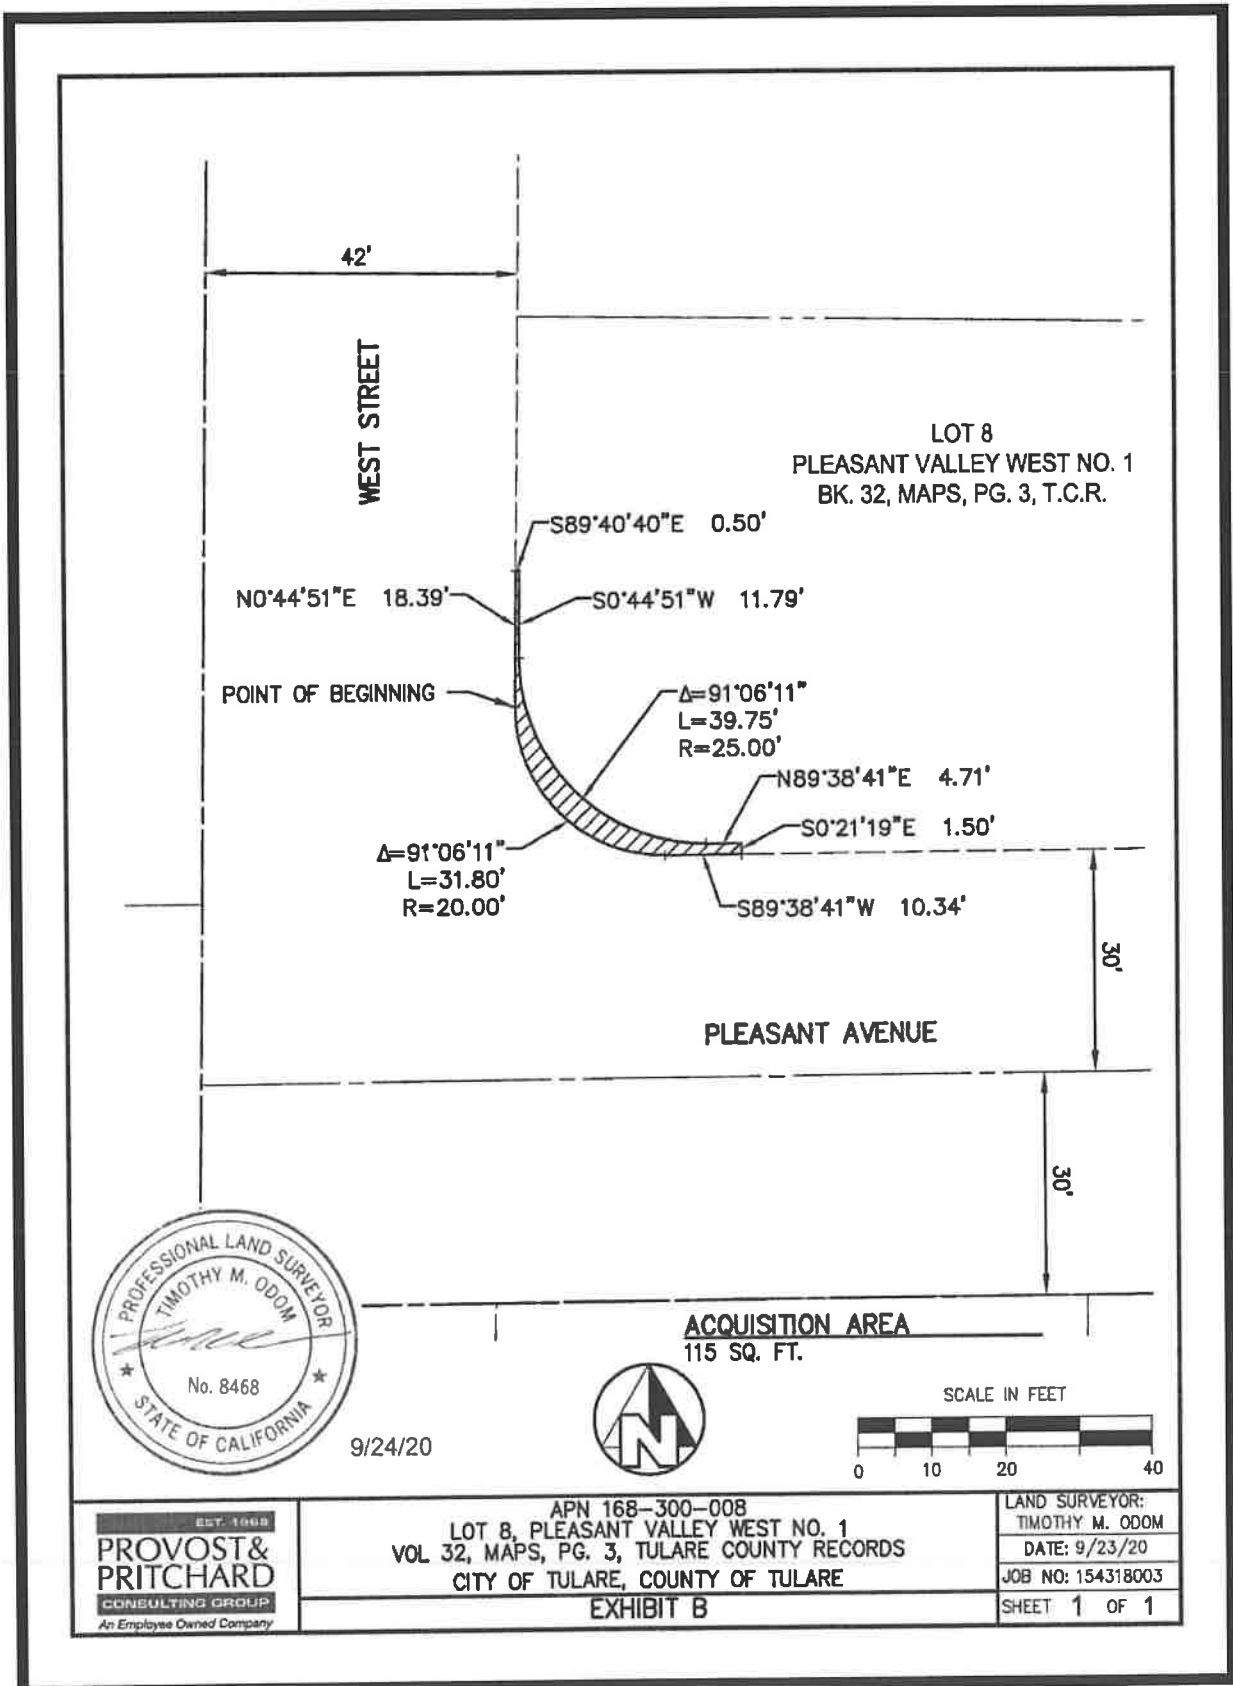 42'
WEST STREET
LOT 8
PLEASANT VALLEY WEST NO. 1
BK. 32, MAPS, PG. 3, T.C.R.
S89°40'40"E 0.50'
N0°44'51"E 18.39'
S0°44'51"W 11.79'
POINT OF BEGINNING
Δ=91°06'11"
L=39.75'
R=25.00'
N89°38'41"E 4.71'
S0°21'19"E 1.50'
Δ=91°06'11"
L=31.80'
R=20.00'
S89°38'41"W 10.34'
30'
PLEASANT AVENUE
30'
PROFESSIONAL LAND SURVEYOR
TIMOTHY M. ODOM
No. 8468
STATE OF CALIFORNIA
9/24/20
ACQUISITION AREA
115 SQ. FT.
N
SCALE IN FEET
0 10 20 40
EST. 1968
PROVOST&
PRITCHARD
CONSULTING GROUP
An Employee Owned Company
APN 168-300-008
LOT 8, PLEASANT VALLEY WEST NO. 1
VOL 32, MAPS, PG. 3, TULARE COUNTY RECORDS
CITY OF TULARE, COUNTY OF TULARE
EXHIBIT B
LAND SURVEYOR:
TIMOTHY M. ODOM
DATE: 9/23/20
JOB NO: 154318003
SHEET 1 OF 1